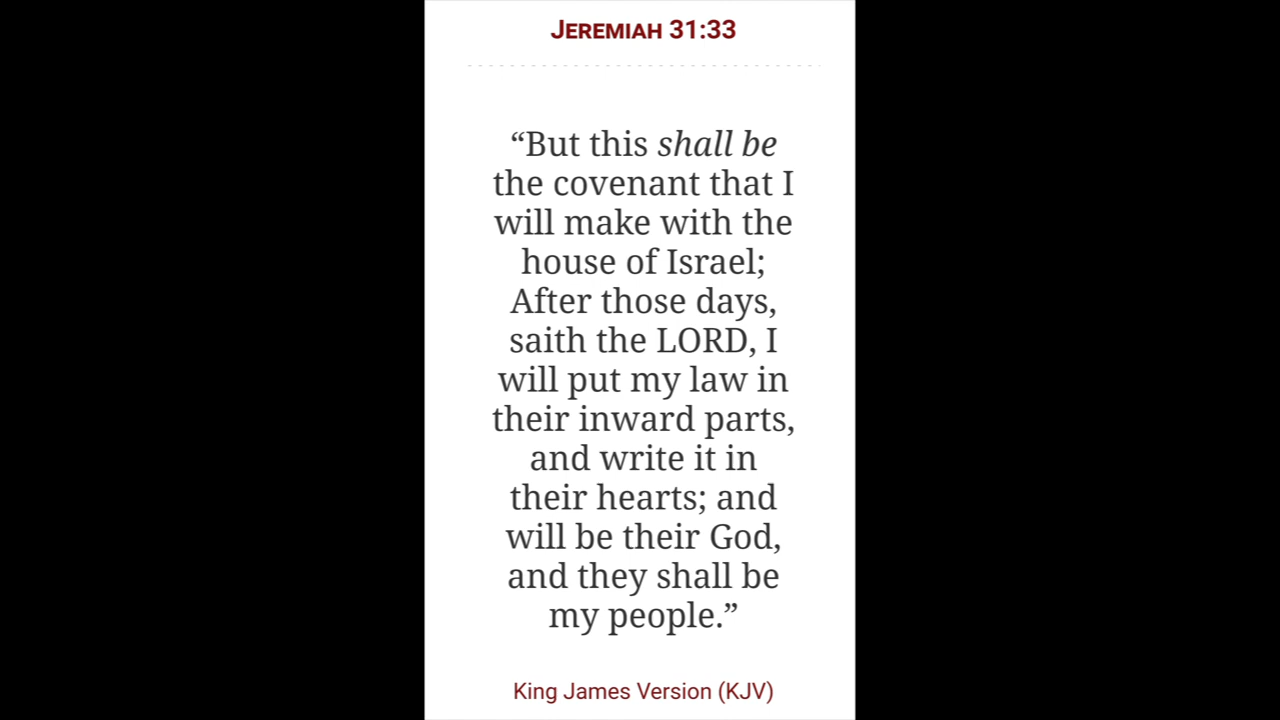 JEREMIAH 31:33
“But this shall be
the covenant that I
will make with the
house of Israel;
After those days,
saith the LORD, I
will put my law in
their inward parts,
and write it in
their hearts; and
will be their God,
and they shall be
my people.”
King James Version (KJV)